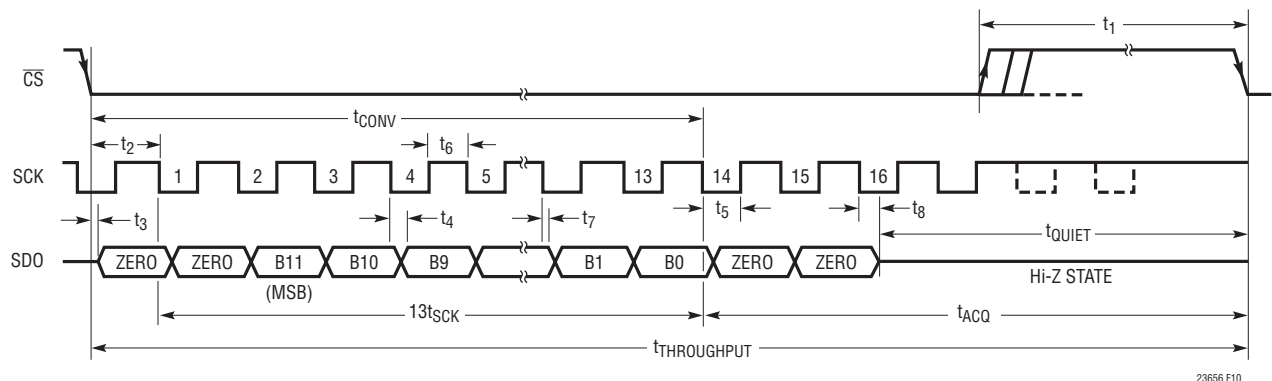 t1
CS
tCONV
t2
t6
SCK
1 2 3 4 5 13 14 15 16
t3
t4
t7
t5
t8
tQUIET
SDO
ZERO ZERO B11 B10 B9 B1 B0 ZERO ZERO
(MSB)
Hi-Z STATE
13tSCK
tACQ
tTHROUGHPUT
23656 F10